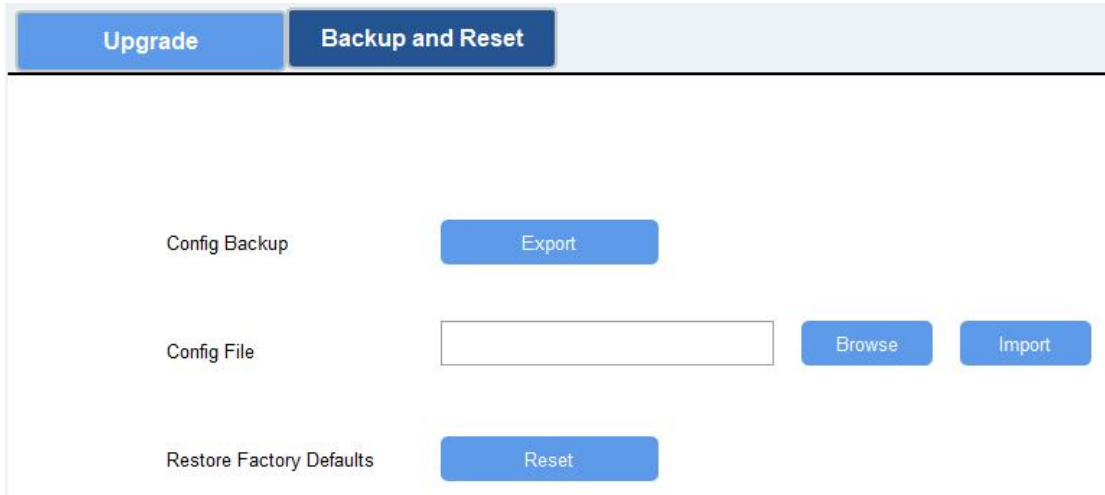 Upgrade Backup and Reset
Config Backup Export
Config File Browse Import
Restore Factory Defaults Reset